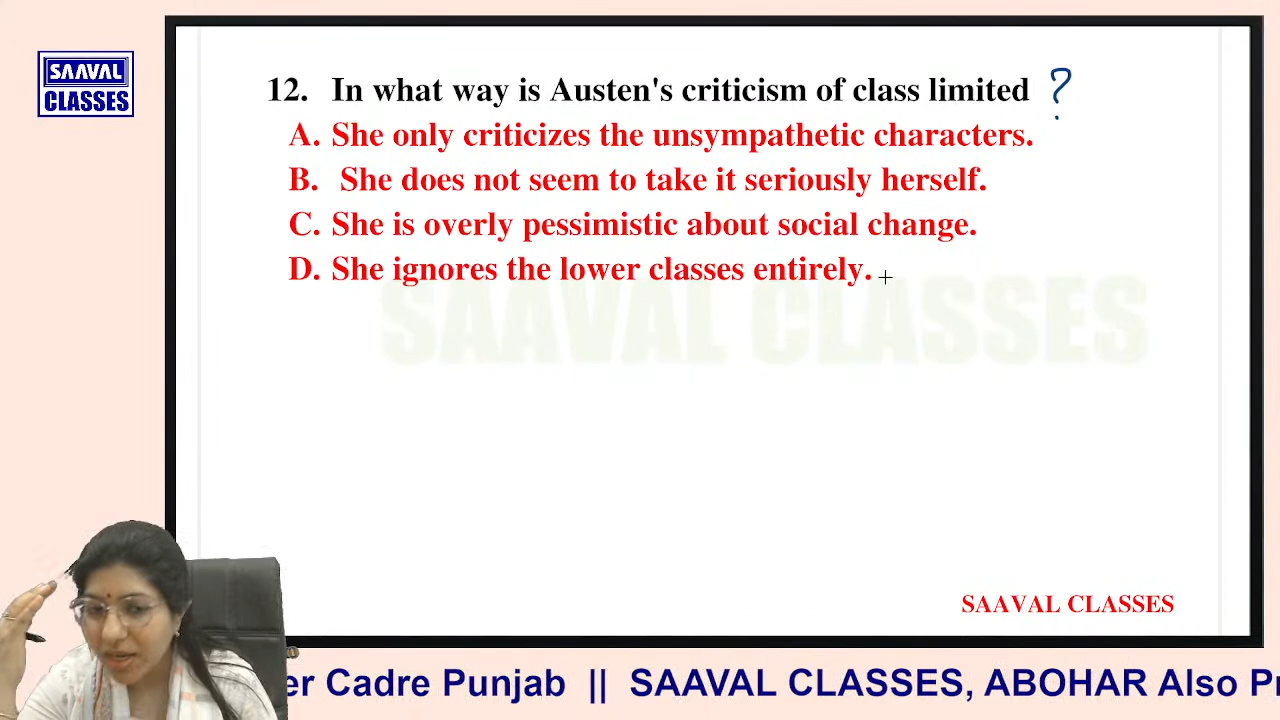 SAAVAL
CLASSES
12. In what way is Austen's criticism of class limited ?
A. She only criticizes the unsympathetic characters.
B. She does not seem to take it seriously herself.
C. She is overly pessimistic about social change.
D. She ignores the lower classes entirely.
SAAVAL CLASSES
SAAVAL CLASSES
er Cadre Punjab || SAAVAL CLASSES, ABOHAR Also Pr